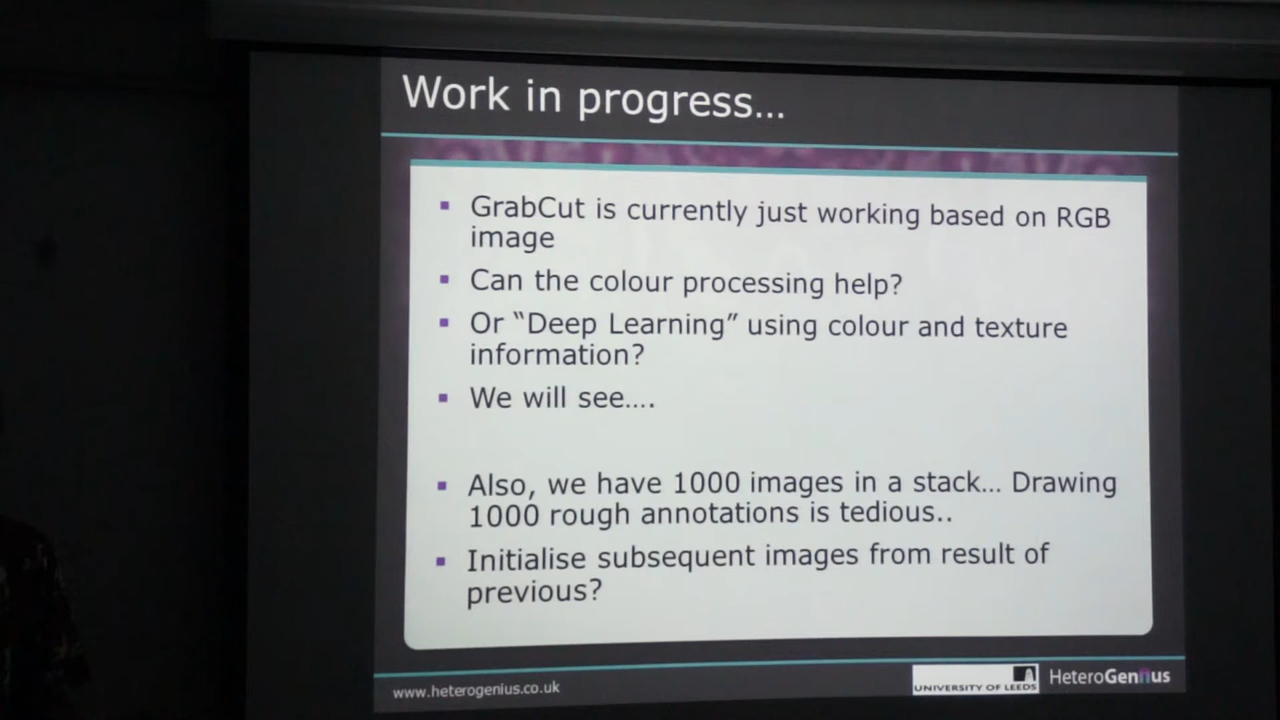 Work in progress…
GrabCut is currently just working based on RGB
image
Can the colour processing help?
Or “Deep Learning” using colour and texture
information?
We will see….
Also, we have 1000 images in a stack… Drawing
1000 rough annotations is tedious..
Initialise subsequent images from result of
previous?
www.heterogenius.co.uk
UNIVERSITY OF LEEDS
HeteroGenius